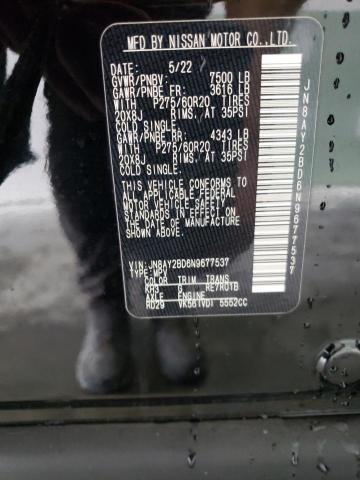 MFD BY NISSAN MOTOR CO., LTD.
DATE: 5/22
GVWR/PNBV: 7500 LB
GAWR/PNBE FR: 3616 LB
WITH P275/60R20 TIRES
20X8J RIMS, AT 35PSI
COLD SINGLE.
GAWR/PNBE RR: 4343 LB
WITH P275/60R20 TIRES
20X8J RIMS, AT 35PSI
COLD SINGLE.
THIS VEHICLE CONFORMS TO ALL
APPLICABLE FEDERAL
MOTOR VEHICLE SAFETY
STANDARDS IN EFFECT ON THE
DATE OF MANUFACTURE
SHOWN ABOVE.
VIN: JN8AY2BD6N9677537
TYPE: MPV
COLOR TRIM TRANS
KH3 G RE7R01B
AXLE ENGINE
RD29 VK56(VD) 5552CC
JN8AY2BD6N9677537